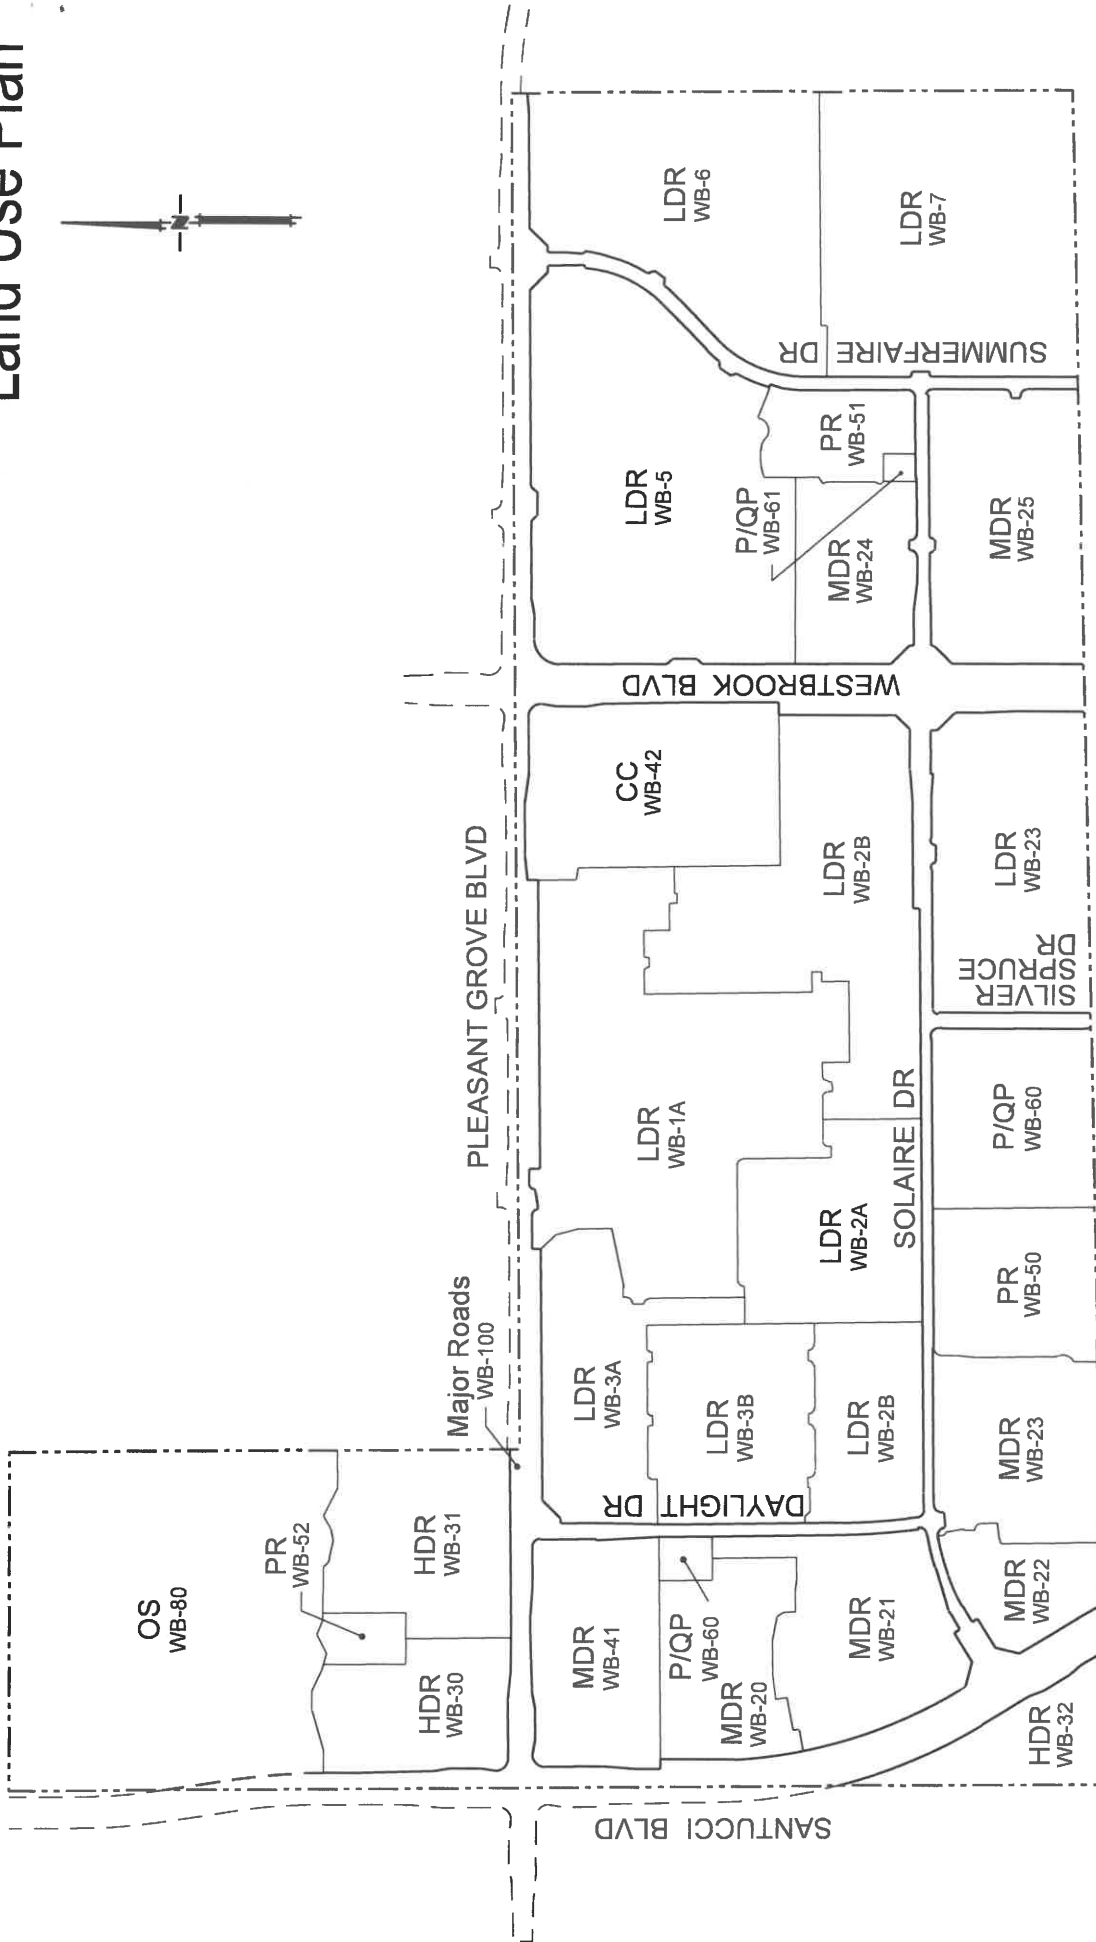 Land Use Plan
N
OS
WB-80
PR
WB-52
HDR
WB-31
HDR
WB-30
Major Roads
WB-100
PLEASANT GROVE BLVD
SANTUCCI BLVD
MDR
WB-41
P/QP
WB-60
MDR
WB-20
MDR
WB-21
MDR
WB-22
HDR
WB-32
DAYLIGHT DR
LDR
WB-3A
LDR
WB-3B
LDR
WB-2B
MDR
WB-23
LDR
WB-1A
LDR
WB-2A
SOLAIRE DR
PR
WB-50
P/QP
WB-60
SILVER
SPRUCE
DR
CC
WB-42
LDR
WB-2B
LDR
WB-23
WESTBROOK BLVD
LDR
WB-5
P/QP
WB-61
MDR
WB-24
PR
WB-51
MDR
WB-25
SUMMERFAIRE DR
LDR
WB-6
LDR
WB-7